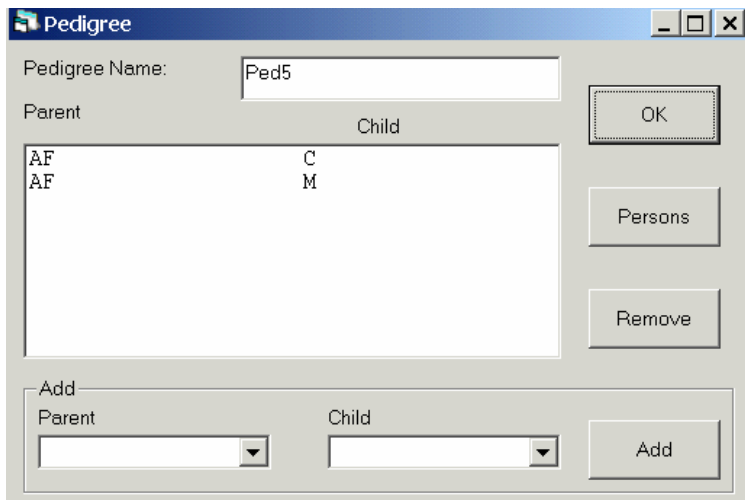 Pedigree
Pedigree Name: Ped5
Parent Child
OK
AF C
AF M
Persons
Remove
Add
Parent Child
Add